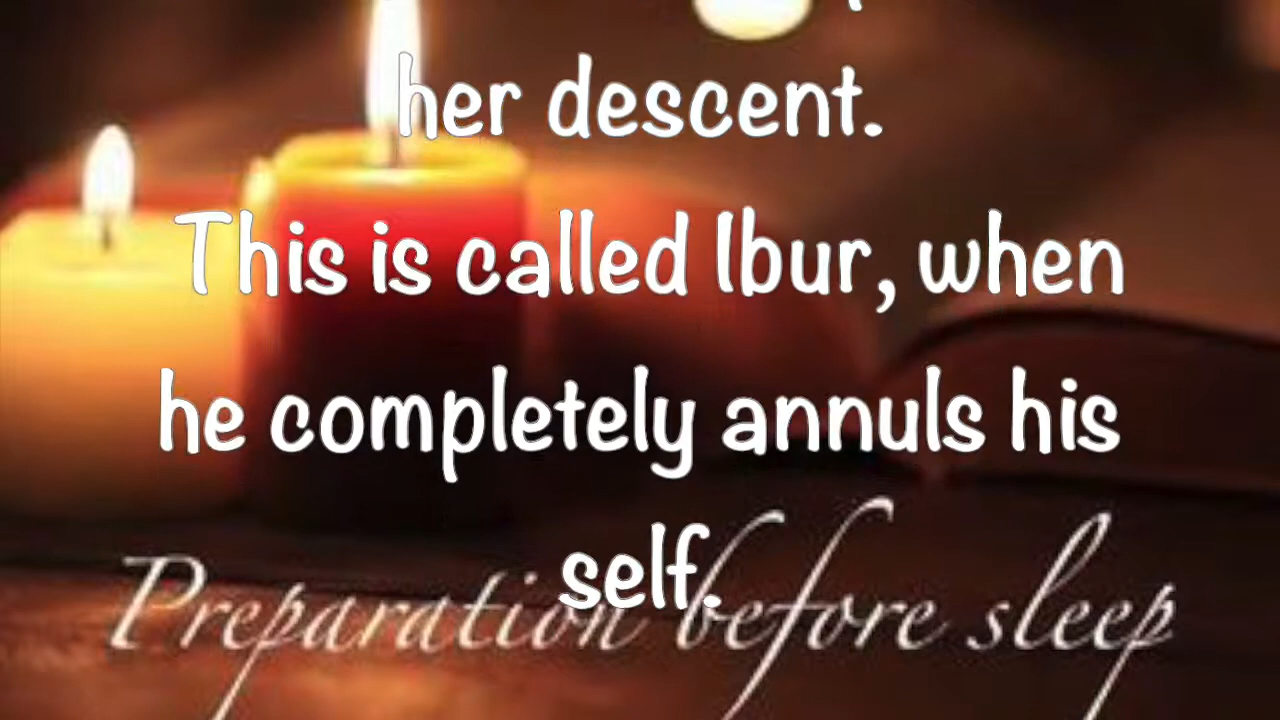 her descent.
This is called Ibur, when
he completely annuls his
self.
Preparation before sleep